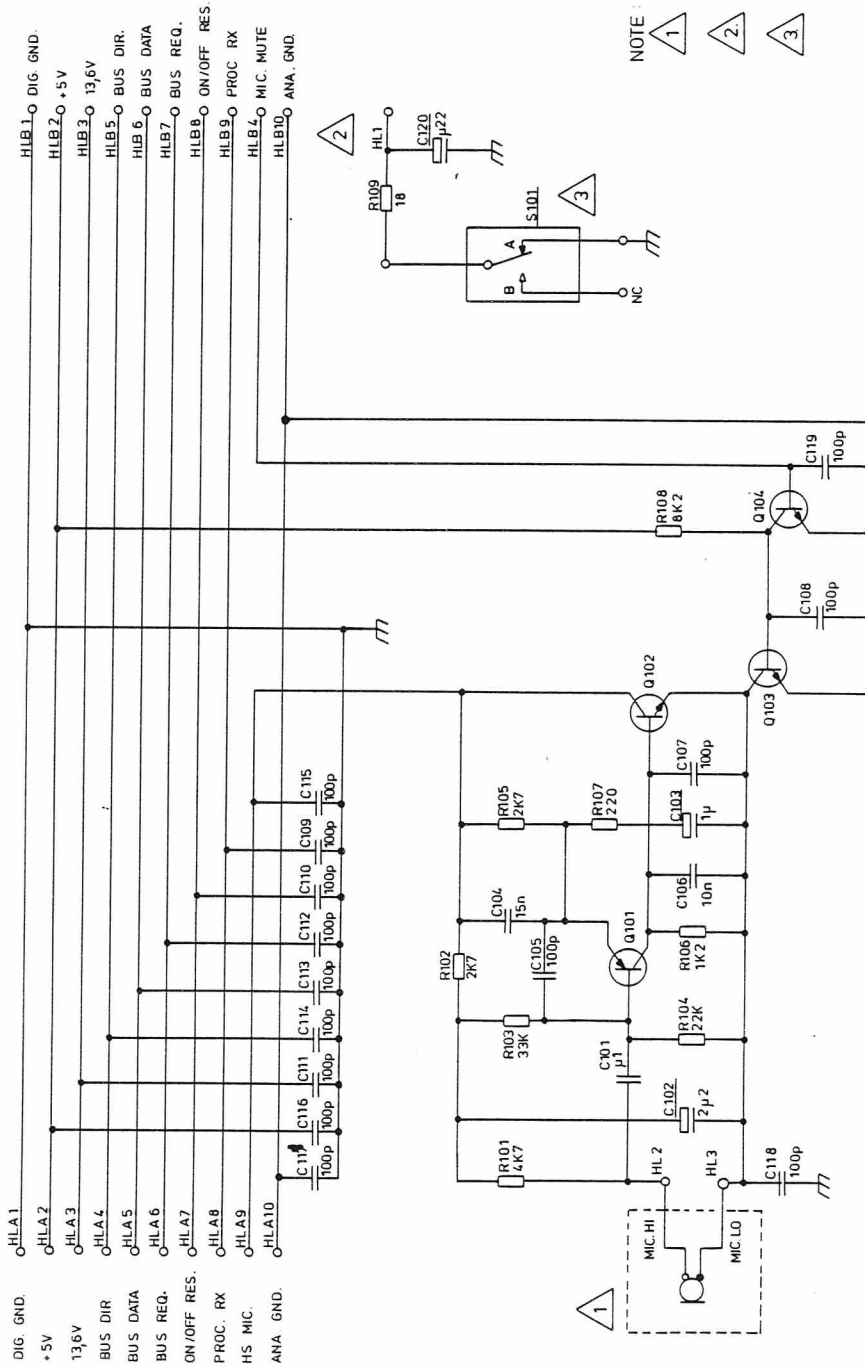 DIG. GND.
HLA1
+5V
HLA2
13,6V
HLA3
BUS DIR
HLA4
BUS DATA
HLA5
BUS REQ.
HLA6
ON/OFF RES.
HLA7
PROC. RX
HLA8
HS MIC.
HLA9
ANA GND.
HLA10
HLB1
DIG. GND.
HLB2
+5V
HLB3
13,6V
HLB5
BUS DIR.
HLB6
BUS DATA
HLB7
BUS REQ.
HLB8
ON/OFF RES.
HLB9
PROC RX
HLB4
MIC. MUTE
HLB10
ANA. GND.
C117
100p
C116
100p
C111
100p
C114
100p
C113
100p
C112
100p
C110
100p
C109
100p
C115
100p
R109
18
HL1
C120
µ22
2
S101
A
B
NC
3
1
MIC. HI
MIC. LO
HL2
HL3
C118
100p
R101
4K7
C102
2µ2
C101
µ1
R103
33K
R102
2K7
C105
100p
C104
15n
R104
22K
R106
1K2
Q101
C106
10n
R105
2K7
R107
220
C103
1µ
C107
100p
Q102
Q103
C108
100p
R108
8K2
Q104
C119
100p
NOTE :
1
2.
3.